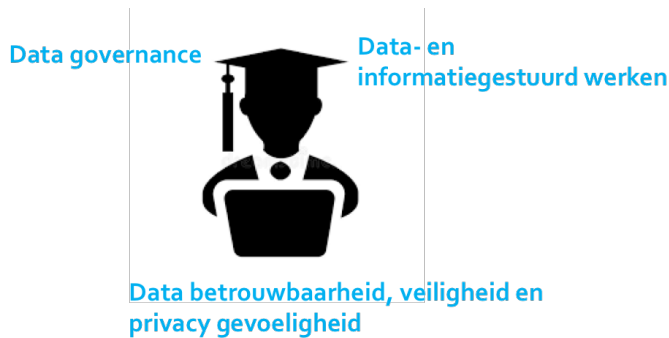 Data governance
Data- en
informatiegestuurd werken
Data betrouwbaarheid, veiligheid en
privacy gevoeligheid